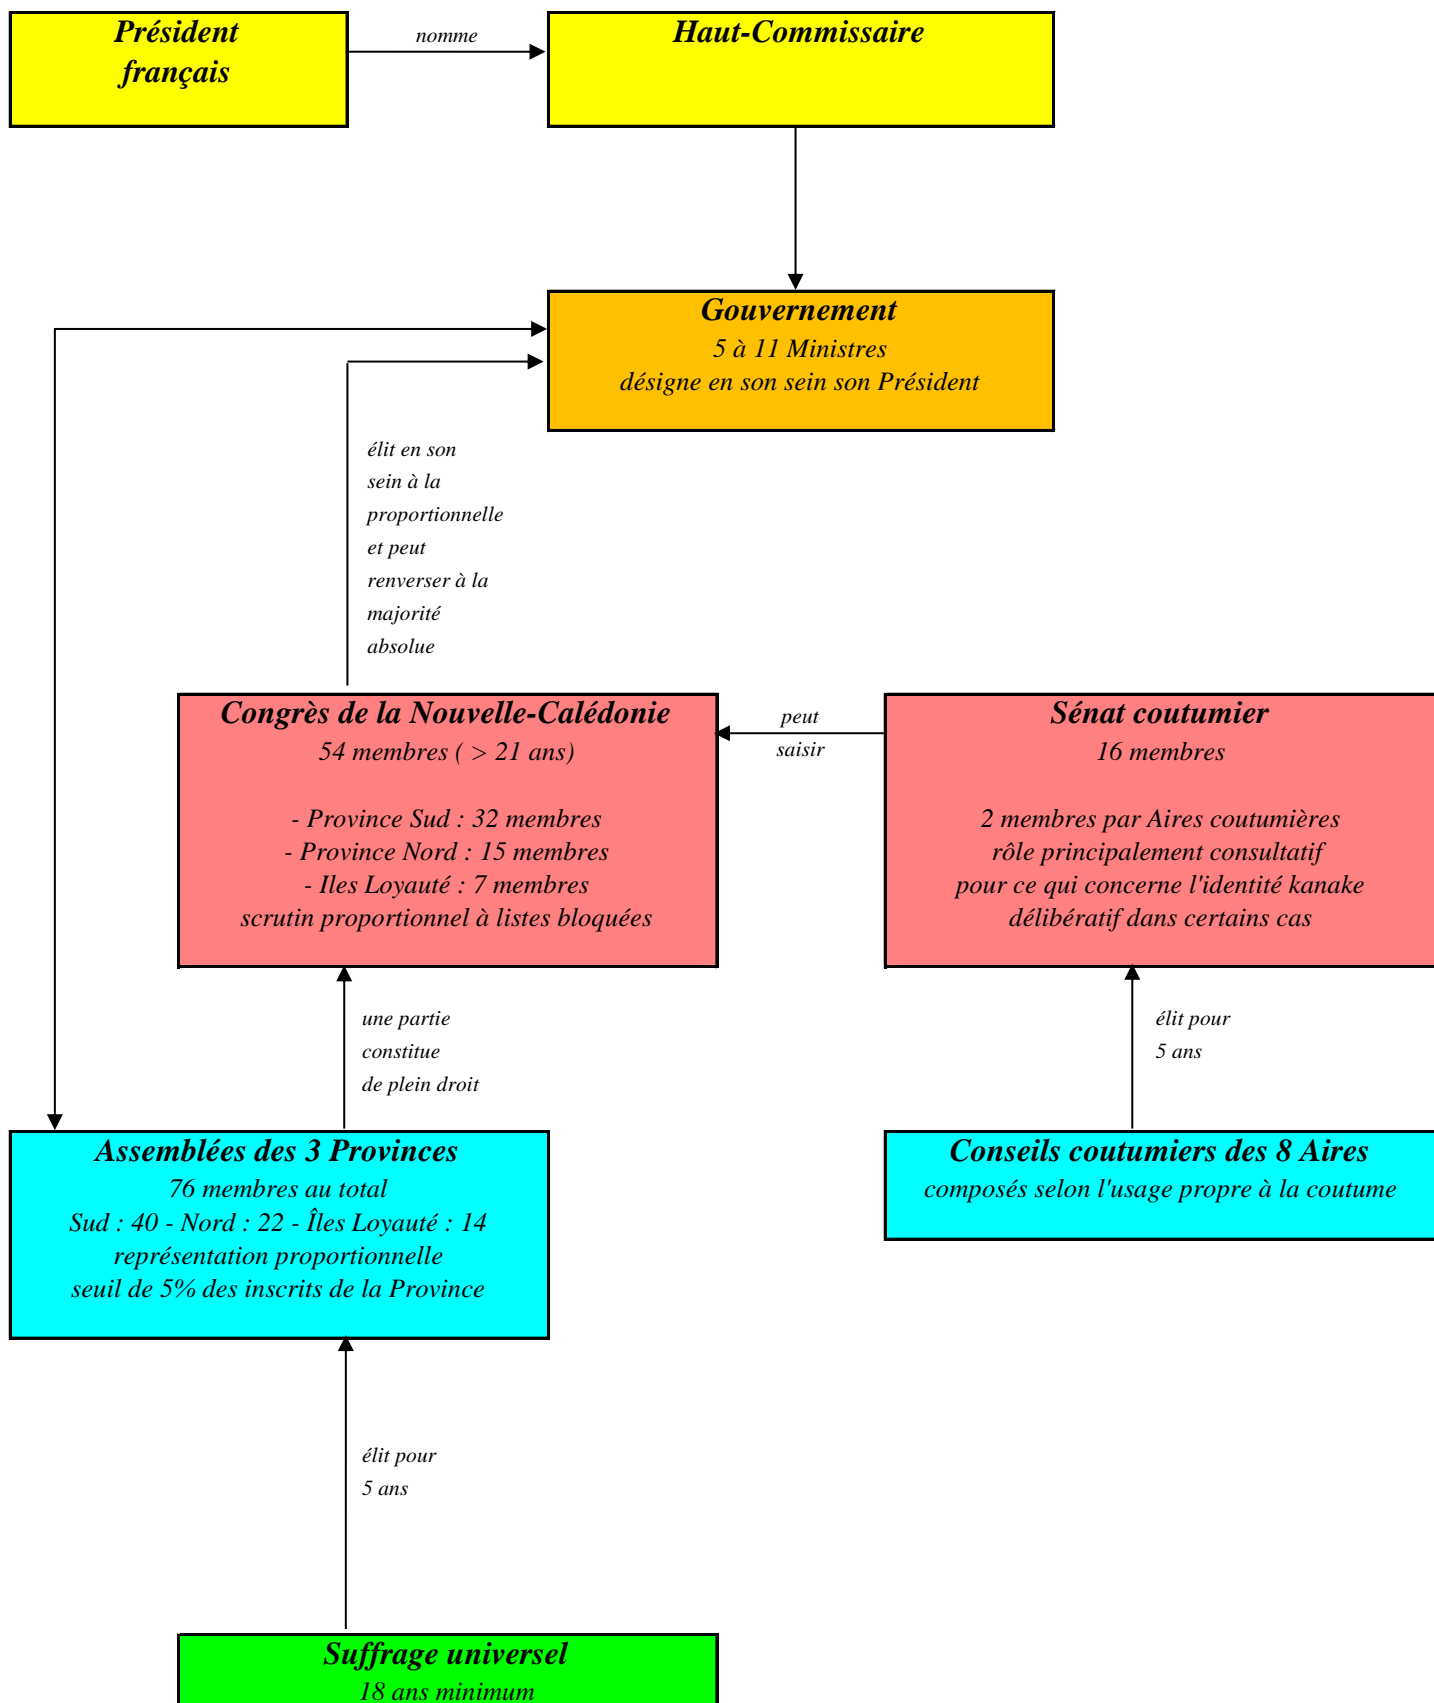 Président
français
nomme
Haut-Commissaire
Gouvernement
5 à 11 Ministres
désigne en son sein son Président
élit en son
sein à la
proportionnelle
et peut
renverser à la
majorité
absolue
Congrès de la Nouvelle-Calédonie
54 membres ( > 21 ans)
- Province Sud : 32 membres
- Province Nord : 15 membres
- Iles Loyauté : 7 membres
scrutin proportionnel à listes bloquées
peut
saisir
Sénat coutumier
16 membres
2 membres par Aires coutumières
rôle principalement consultatif
pour ce qui concerne l'identité kanake
délibératif dans certains cas
une partie
constitue
de plein droit
élit pour
5 ans
Assemblées des 3 Provinces
76 membres au total
Sud : 40 - Nord : 22 - Îles Loyauté : 14
représentation proportionnelle
seuil de 5% des inscrits de la Province
Conseils coutumiers des 8 Aires
composés selon l'usage propre à la coutume
élit pour
5 ans
Suffrage universel
18 ans minimum